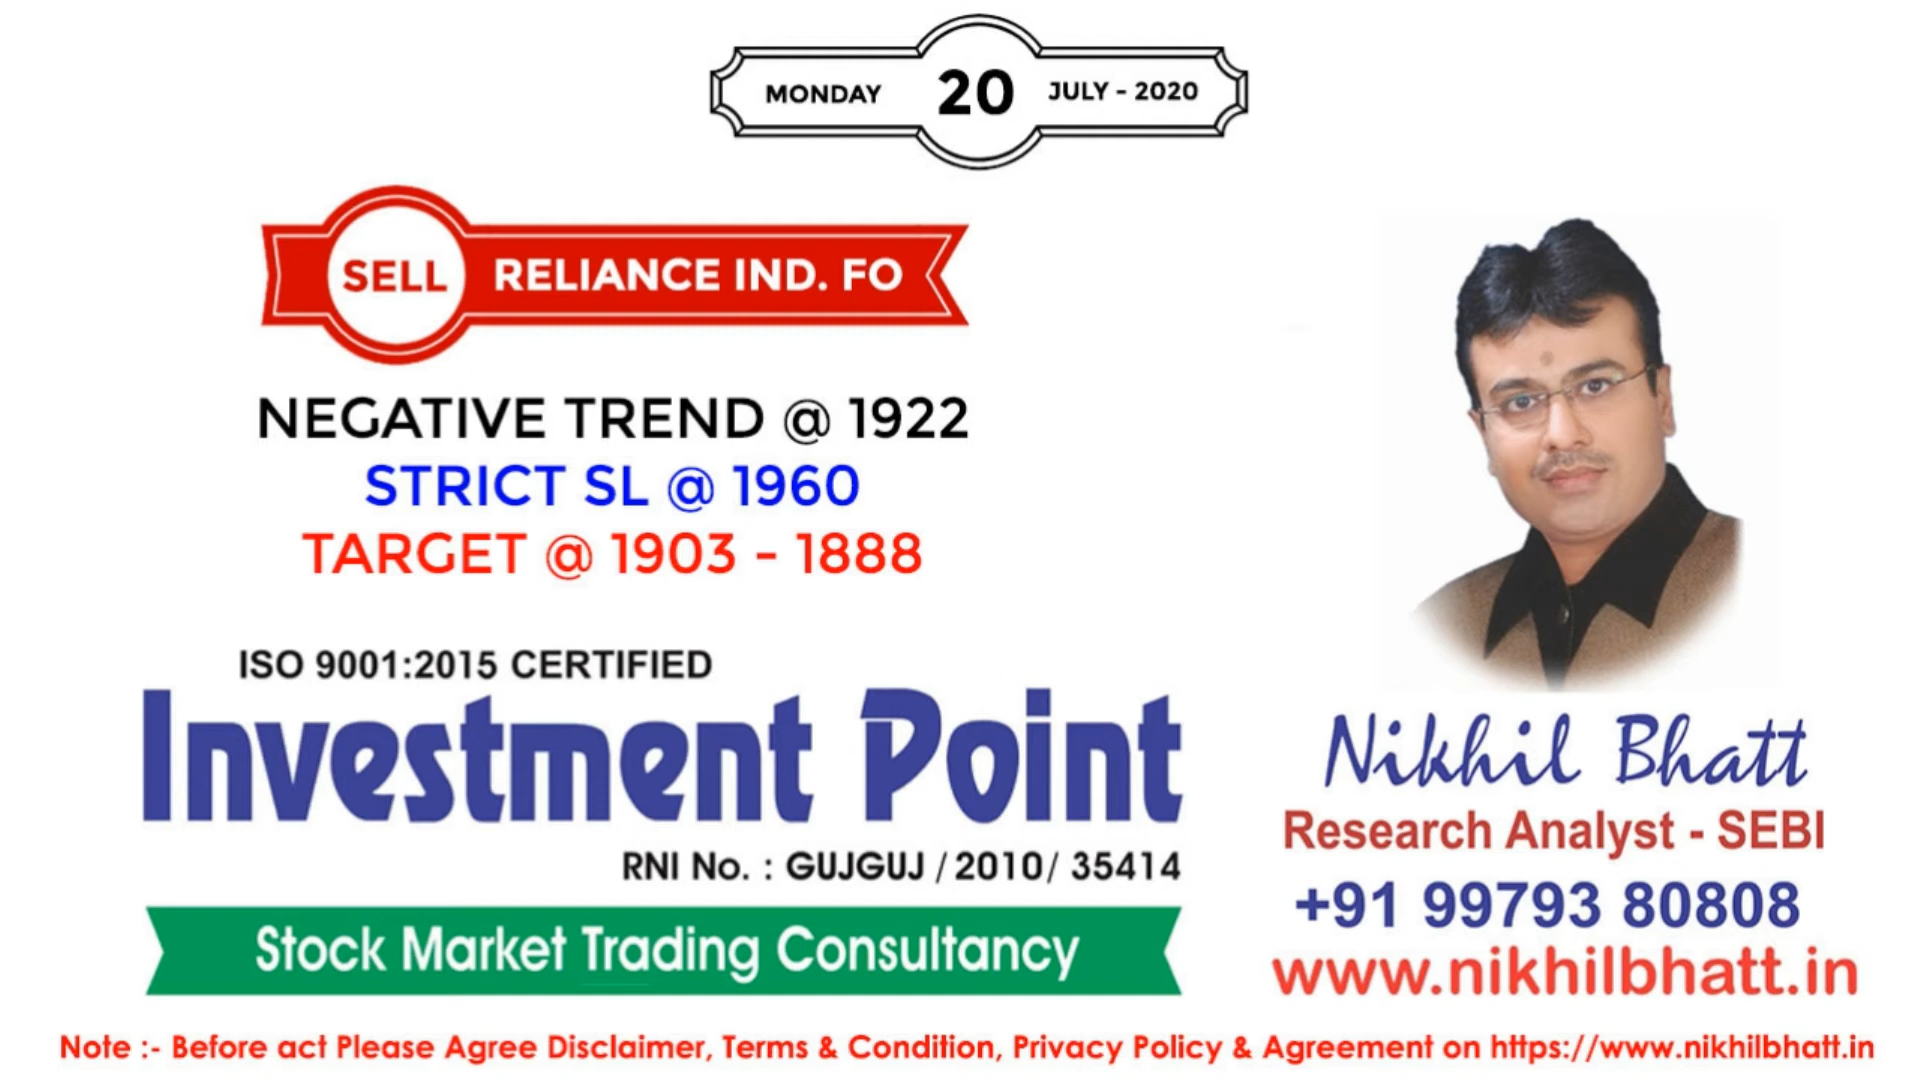 MONDAY 20 JULY - 2020
SELL RELIANCE IND. FO
NEGATIVE TREND @ 1922
STRICT SL @ 1960
TARGET @ 1903 - 1888
ISO 9001:2015 CERTIFIED
Investment Point
RNI No. : GUJGUJ / 2010/ 35414
Stock Market Trading Consultancy
Nikhil Bhatt
Research Analyst - SEBI
+91 99793 80808
www.nikhilbhatt.in
Note :- Before act Please Agree Disclaimer, Terms & Condition, Privacy Policy & Agreement on https://www.nikhilbhatt.in